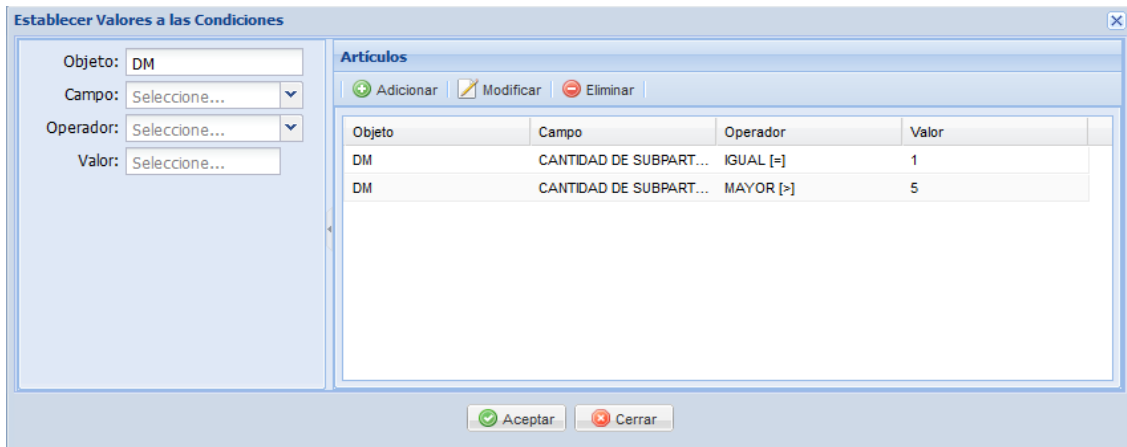 Establecer Valores a las Condiciones
Objeto: DM
Campo: Seleccione...
Operador: Seleccione...
Valor: Seleccione...
Artículos
Adicionar Modificar Eliminar
Objeto Campo Operador Valor
DM CANTIDAD DE SUBPART... IGUAL [=] 1
DM CANTIDAD DE SUBPART... MAYOR [>] 5
Aceptar Cerrar